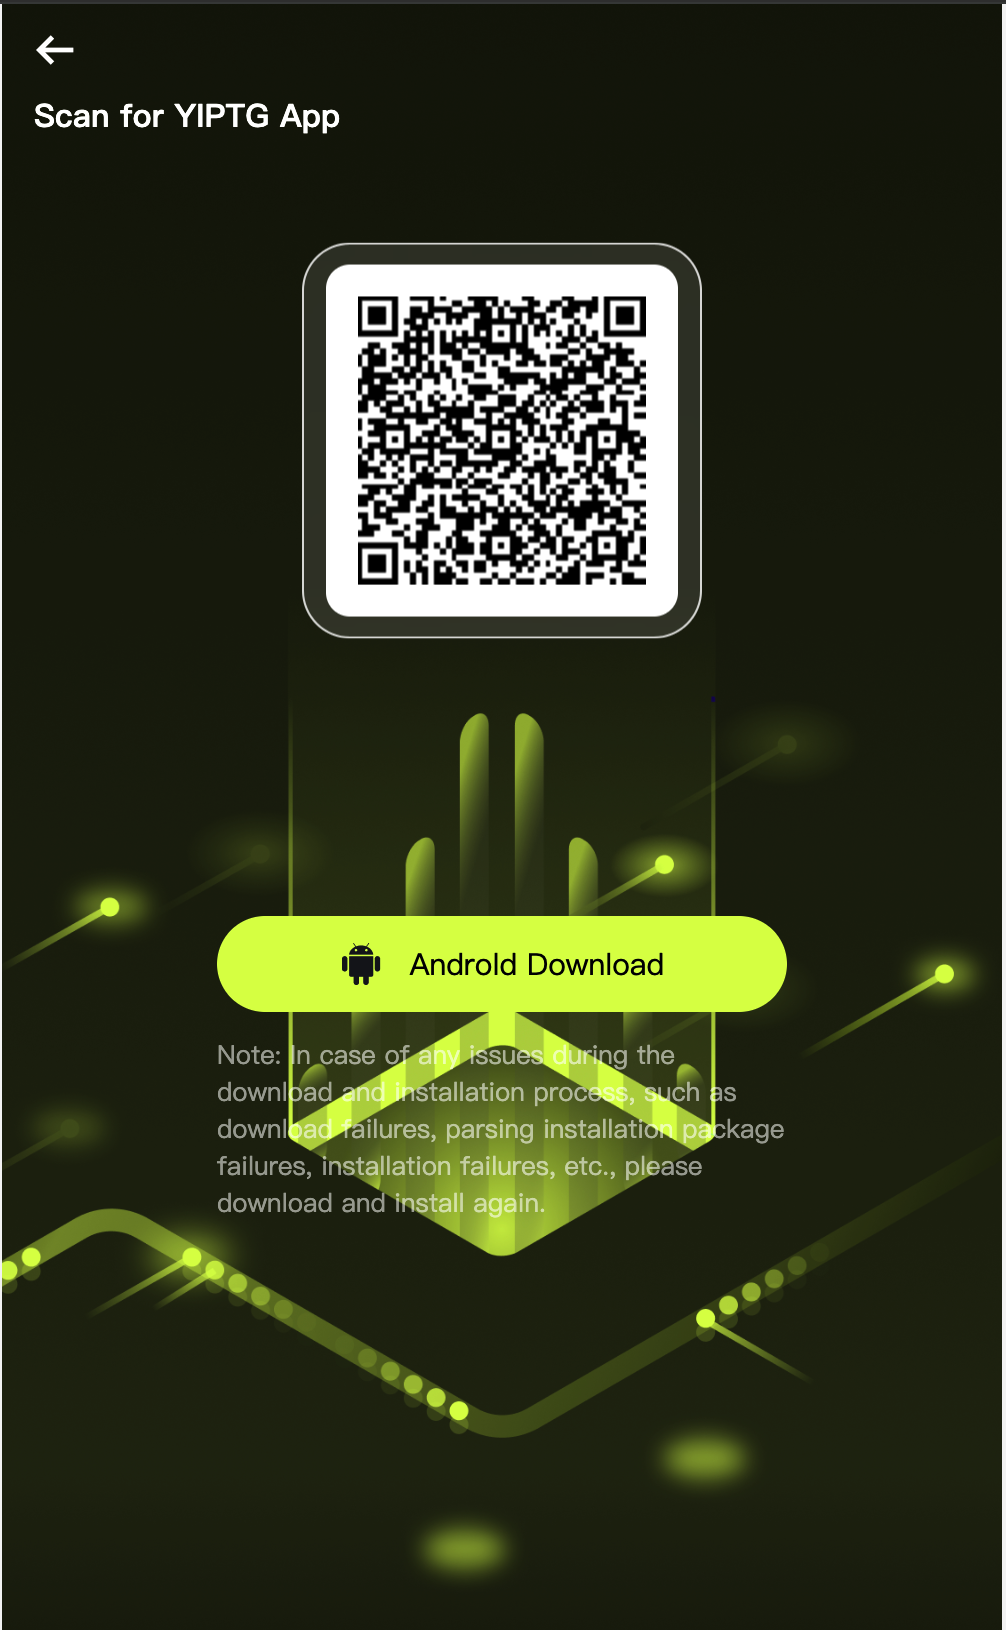 Scan for YIPTG App
Androld Download
Note: In case of any issues during the
download and installation process, such as
download failures, parsing installation package
failures, installation failures, etc., please
download and install again.